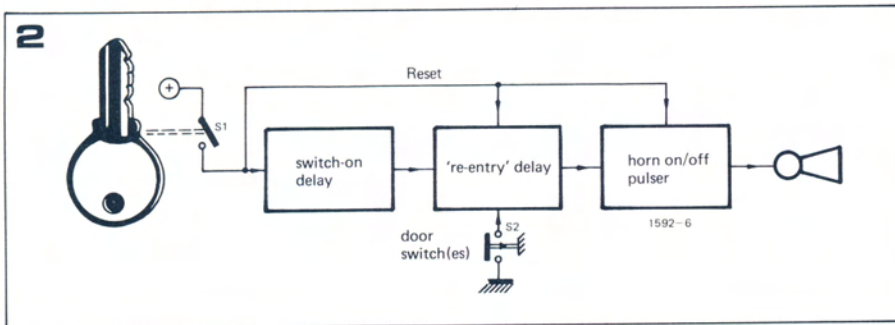 2
Reset
+
S1
switch-on
delay
're-entry' delay
horn on/off
pulser
1592-6
S2
door
switch(es)